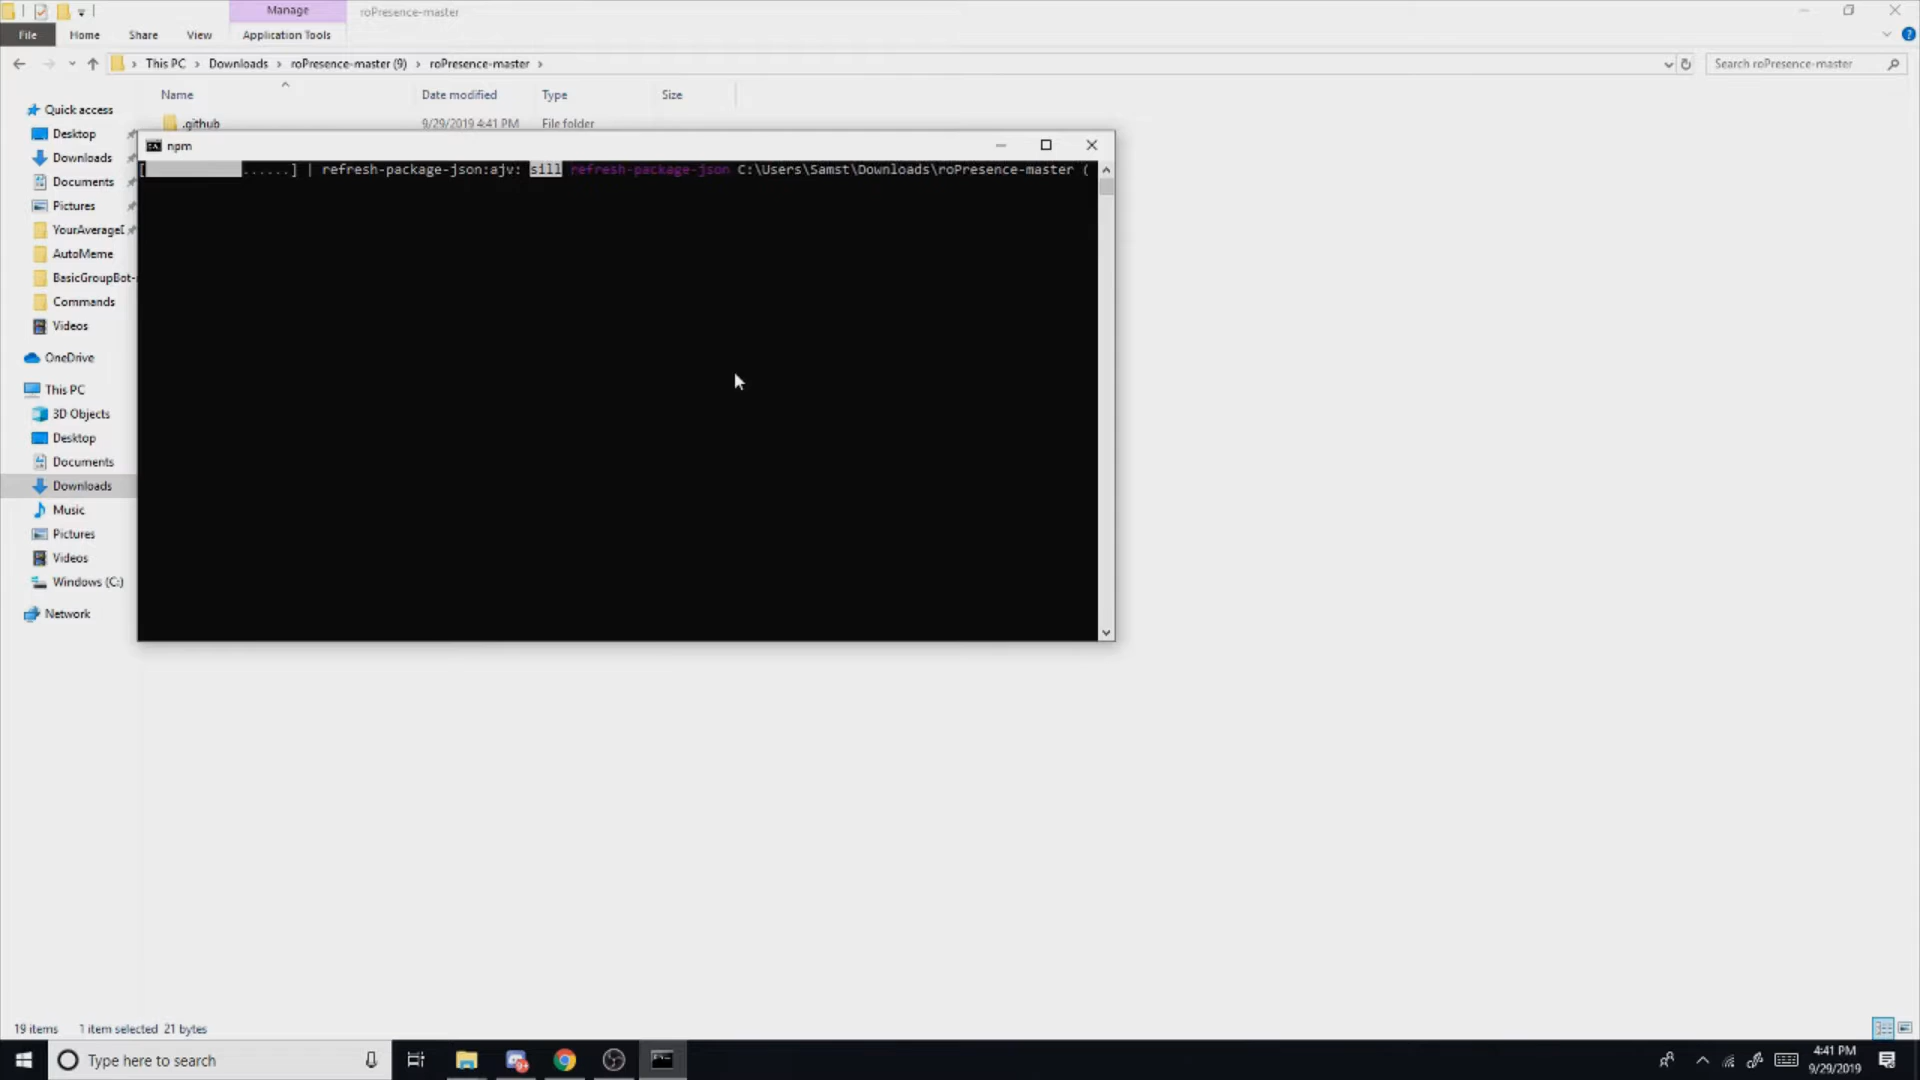 Manage
roPresence-master
File
Home
Share
View
Application Tools
This PC
Downloads
roPresence-master (9)
roPresence-master
Search roPresence-master
Name
Date modified
Type
Size
.github
9/29/2019 4:41 PM
File folder
Quick access
Desktop
Downloads
Documents
Pictures
YourAverageD
AutoMeme
BasicGroupBot-
Commands
Videos
OneDrive
This PC
3D Objects
Desktop
Documents
Downloads
Music
Pictures
Videos
Windows (C:)
Network
npm
[ ......] | refresh-package-json:ajv: sill refresh-package-json C:\Users\Samst\Downloads\roPresence-master (
19 items
1 item selected 21 bytes
Type here to search
4:41 PM
9/29/2019